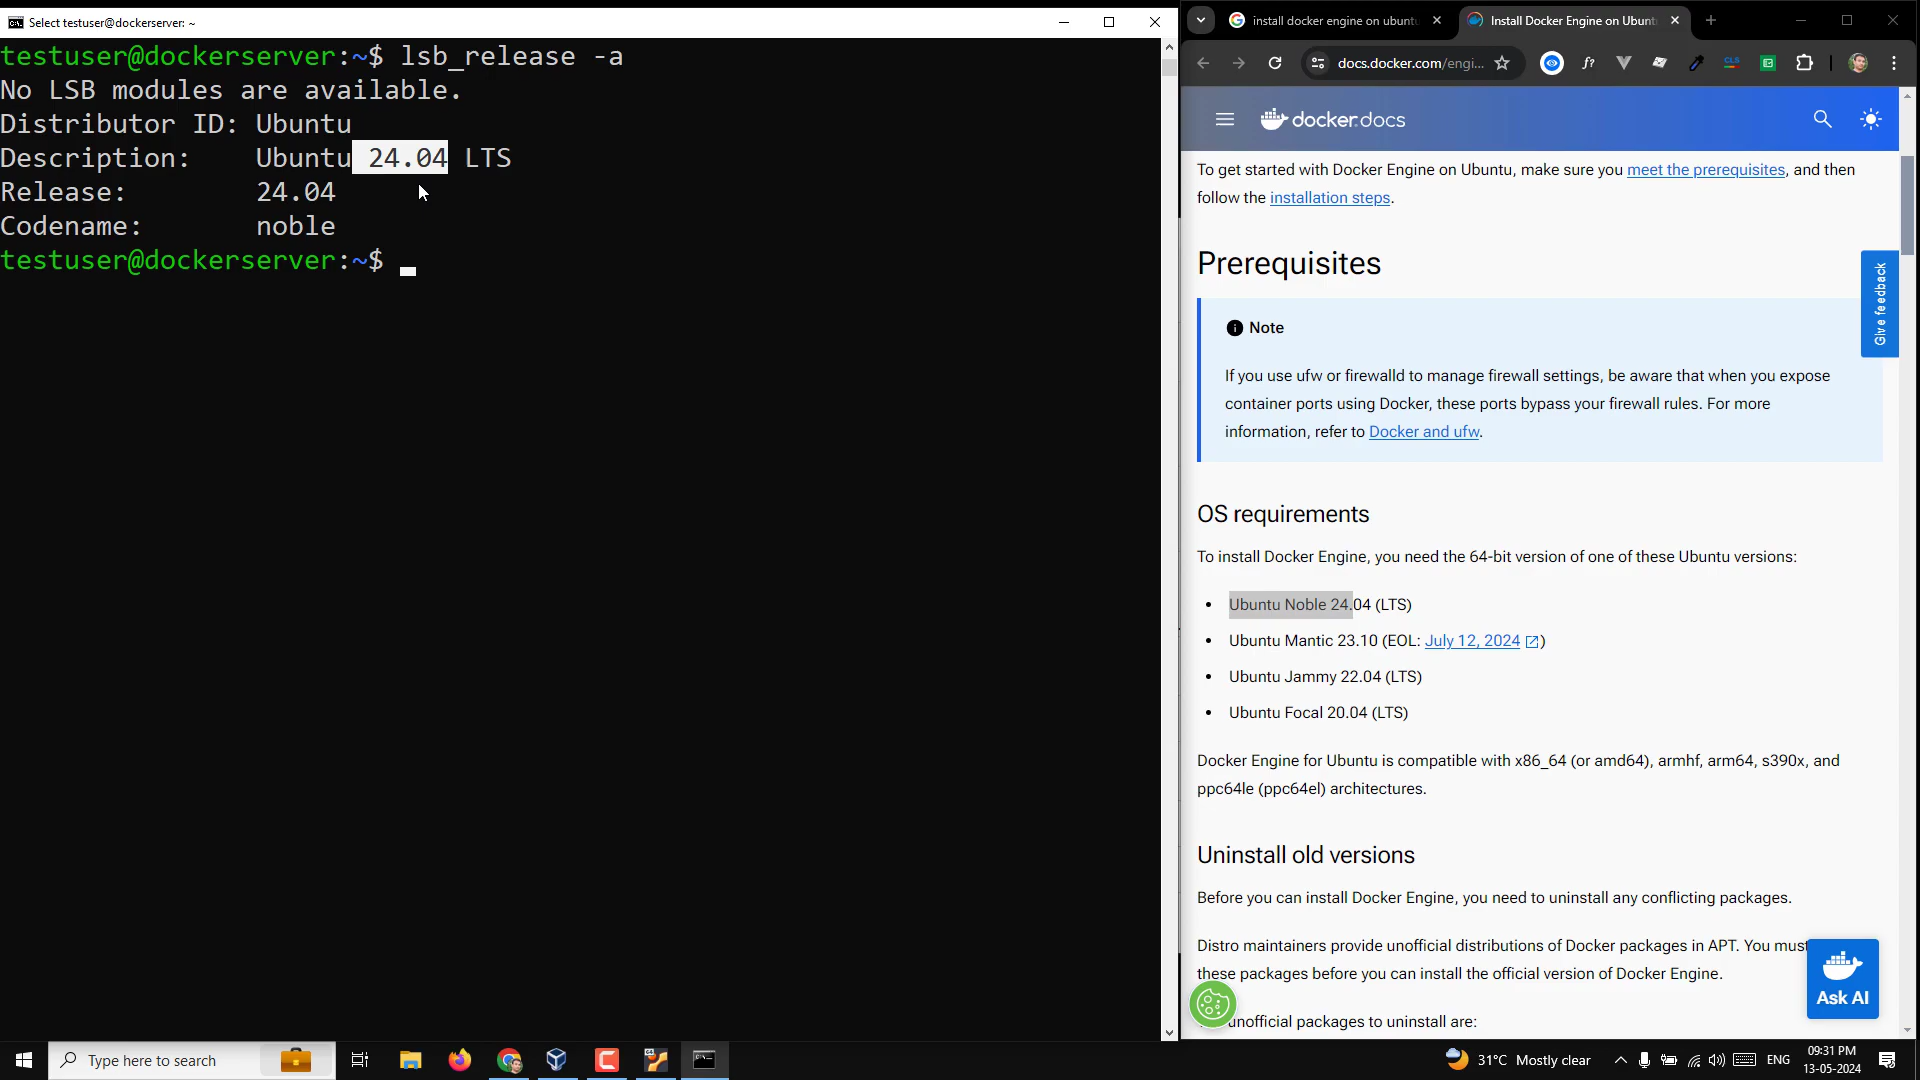 Select testuser@dockerserver: ~
testuser@dockerserver:~$ lsb_release -a
No LSB modules are available.
Distributor ID: Ubuntu
Description:    Ubuntu 24.04 LTS
Release:        24.04
Codename:       noble
testuser@dockerserver:~$
install docker engine on ubuntu
Install Docker Engine on Ubunt
docs.docker.com/engi...
f?
CLS
docker.docs
To get started with Docker Engine on Ubuntu, make sure you meet the prerequisites, and then
follow the installation steps.
Prerequisites
Give feedback
Note
If you use ufw or firewalld to manage firewall settings, be aware that when you expose
container ports using Docker, these ports bypass your firewall rules. For more
information, refer to Docker and ufw.
OS requirements
To install Docker Engine, you need the 64-bit version of one of these Ubuntu versions:
• Ubuntu Noble 24.04 (LTS)
• Ubuntu Mantic 23.10 (EOL: July 12, 2024 )
• Ubuntu Jammy 22.04 (LTS)
• Ubuntu Focal 20.04 (LTS)
Docker Engine for Ubuntu is compatible with x86_64 (or amd64), armhf, arm64, s390x, and
ppc64le (ppc64el) architectures.
Uninstall old versions
Before you can install Docker Engine, you need to uninstall any conflicting packages.
Distro maintainers provide unofficial distributions of Docker packages in APT. You must
these packages before you can install the official version of Docker Engine.
unofficial packages to uninstall are:
Ask AI
Type here to search
31°C Mostly clear
ENG
09:31 PM
13-05-2024